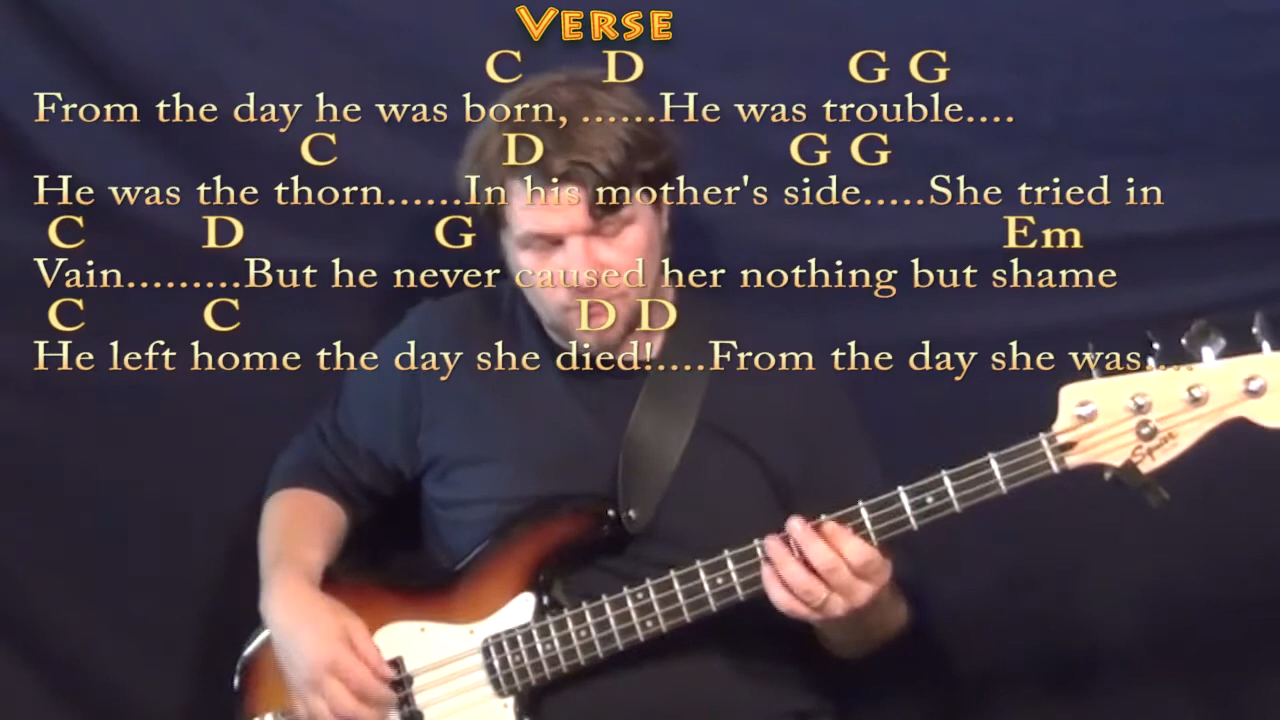 VERSE
C D G G
From the day he was born, ......He was trouble....
C D G G
He was the thorn......In his mother's side.....She tried in
C D G Em
Vain.........But he never caused her nothing but shame
C C D D
He left home the day she died!....From the day she was....
Squier